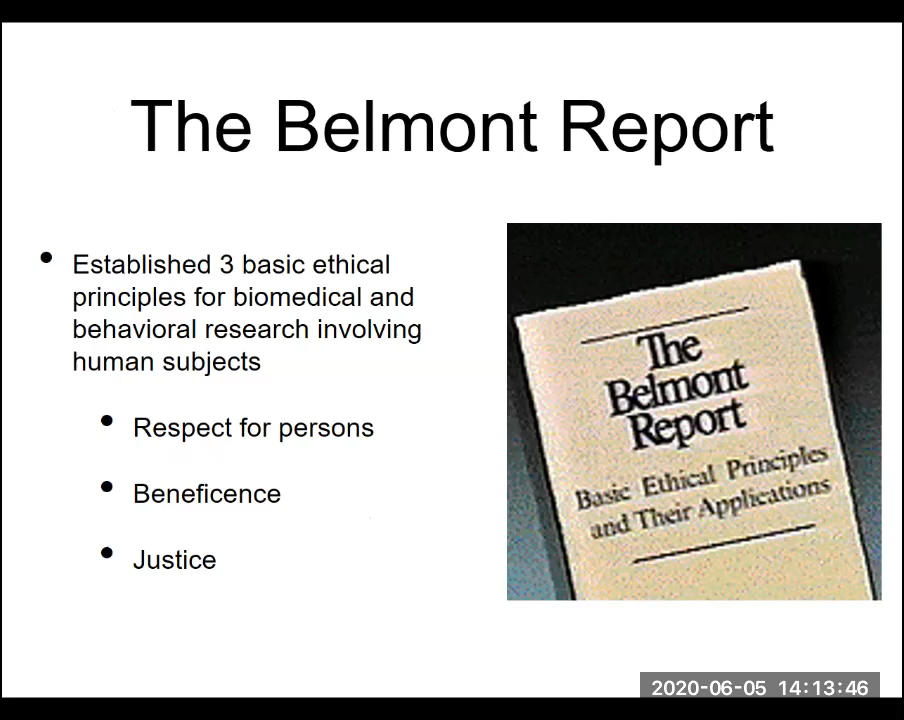 The Belmont Report
• Established 3 basic ethical
principles for biomedical and
behavioral research involving
human subjects
• Respect for persons
• Beneficence
• Justice
The
Belmont
Report
Basic Ethical Principles
and Their Applications
2020-06-05 14:13:46